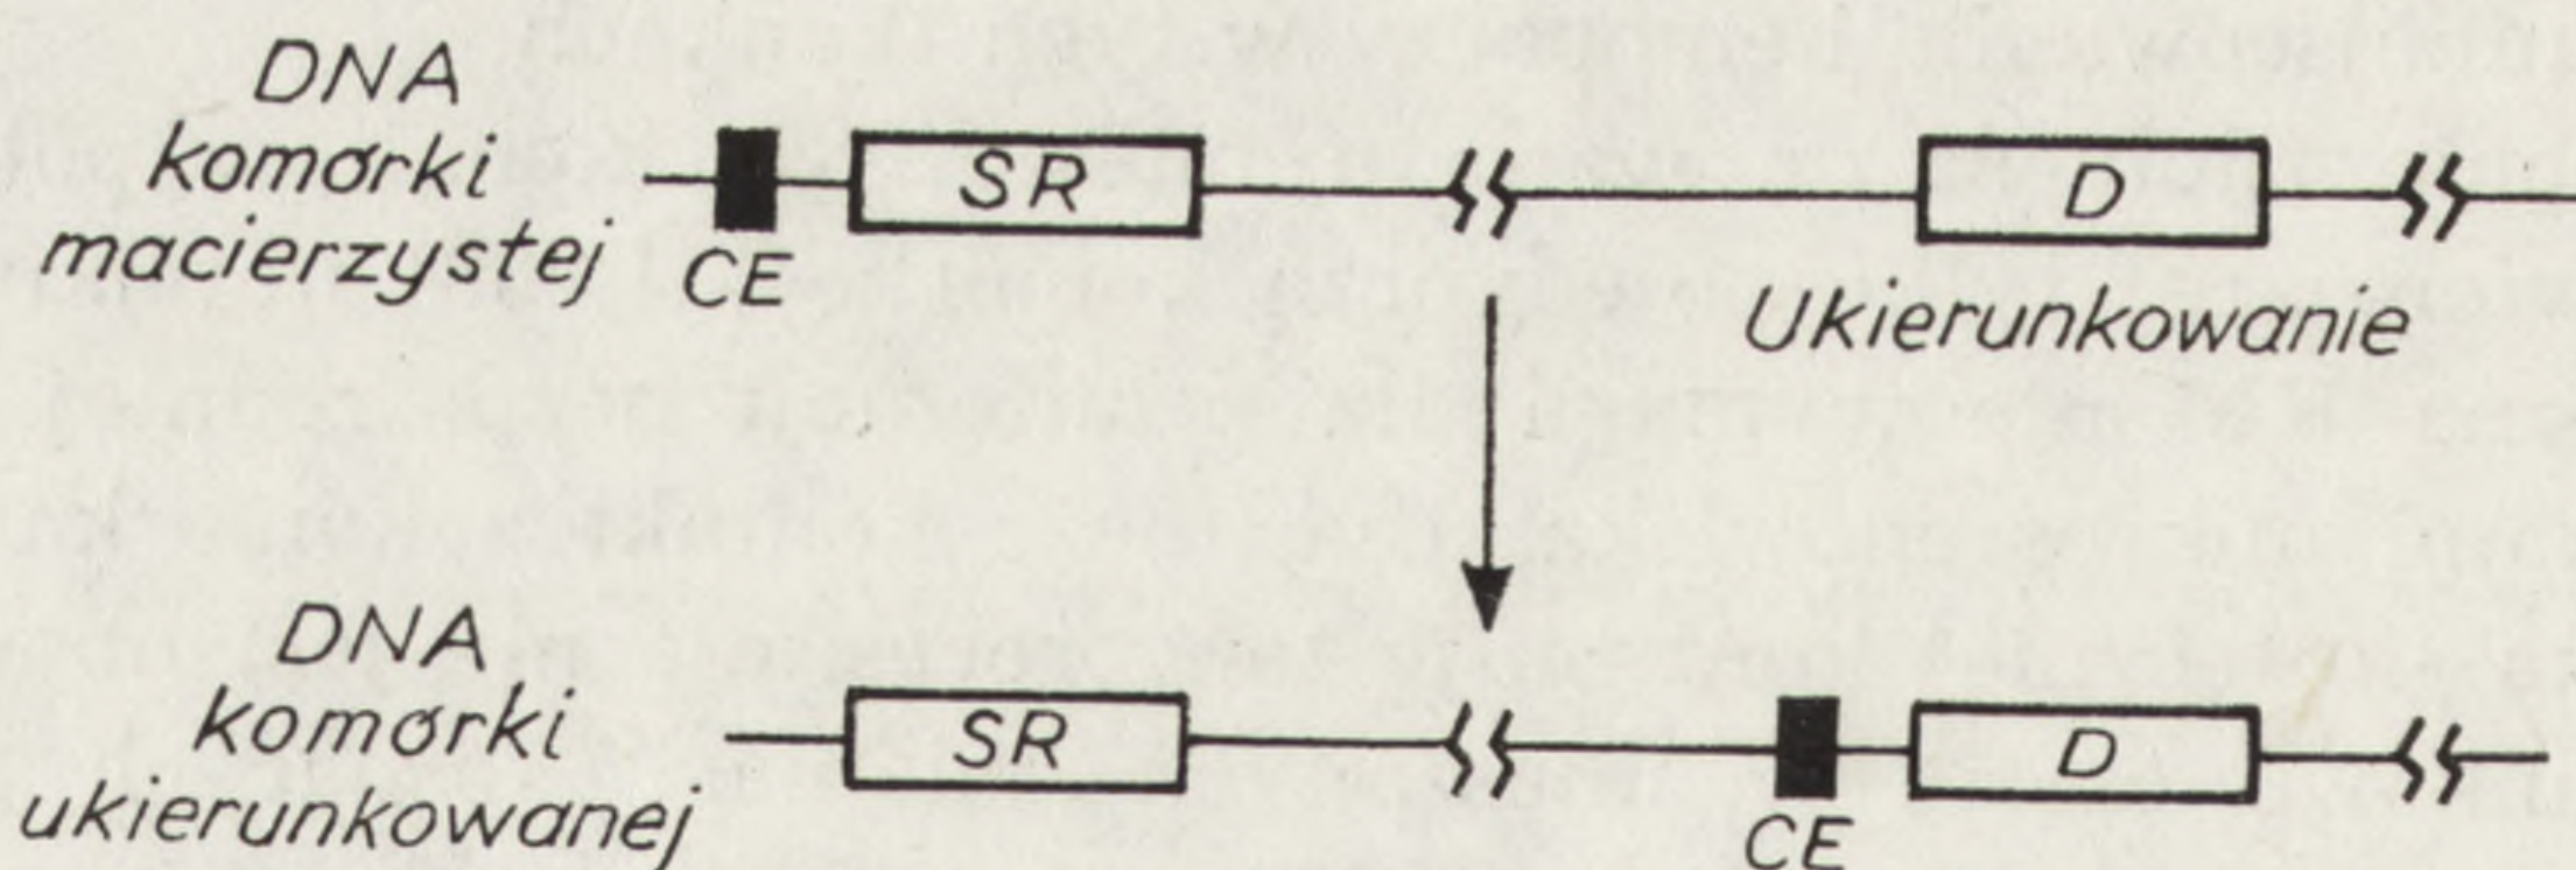 DNA
komórki
macierzystej
CE
SR
D
Ukierunkowanie
DNA
komórki
ukierunkowanej
SR
CE
D